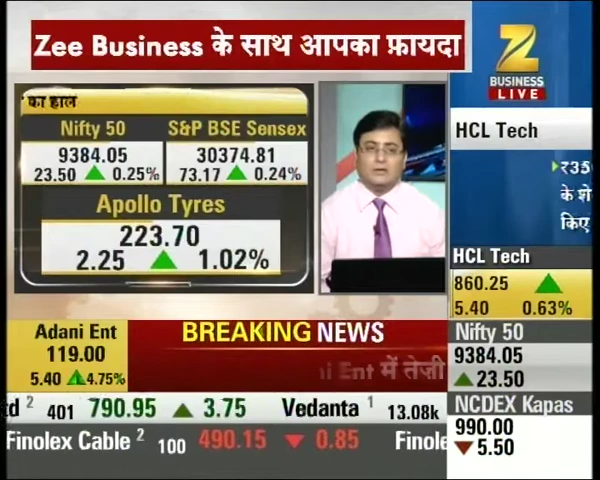 Zee Business के साथ आपका फ़ायदा
Z
BUSINESS
LIVE
का हाल
Nifty 50
9384.05
23.50 ▲ 0.25%
S&P BSE Sensex
30374.81
73.17 ▲ 0.24%
Apollo Tyres
223.70
2.25 ▲ 1.02%
HCL Tech
के शे
किए
HCL Tech
860.25 ▲
5.40 0.63%
Nifty 50
9384.05
▲ 23.50
NCDEX Kapas
990.00
▼ 5.50
Adani Ent
119.00
5.40 ▲ 4.75%
BREAKING NEWS
Ent में तेज़ी
td 2 401 790.95 ▲ 3.75 Vedanta 1 13.08k
Finolex Cable 2 100 490.15 ▼ 0.85 Finole